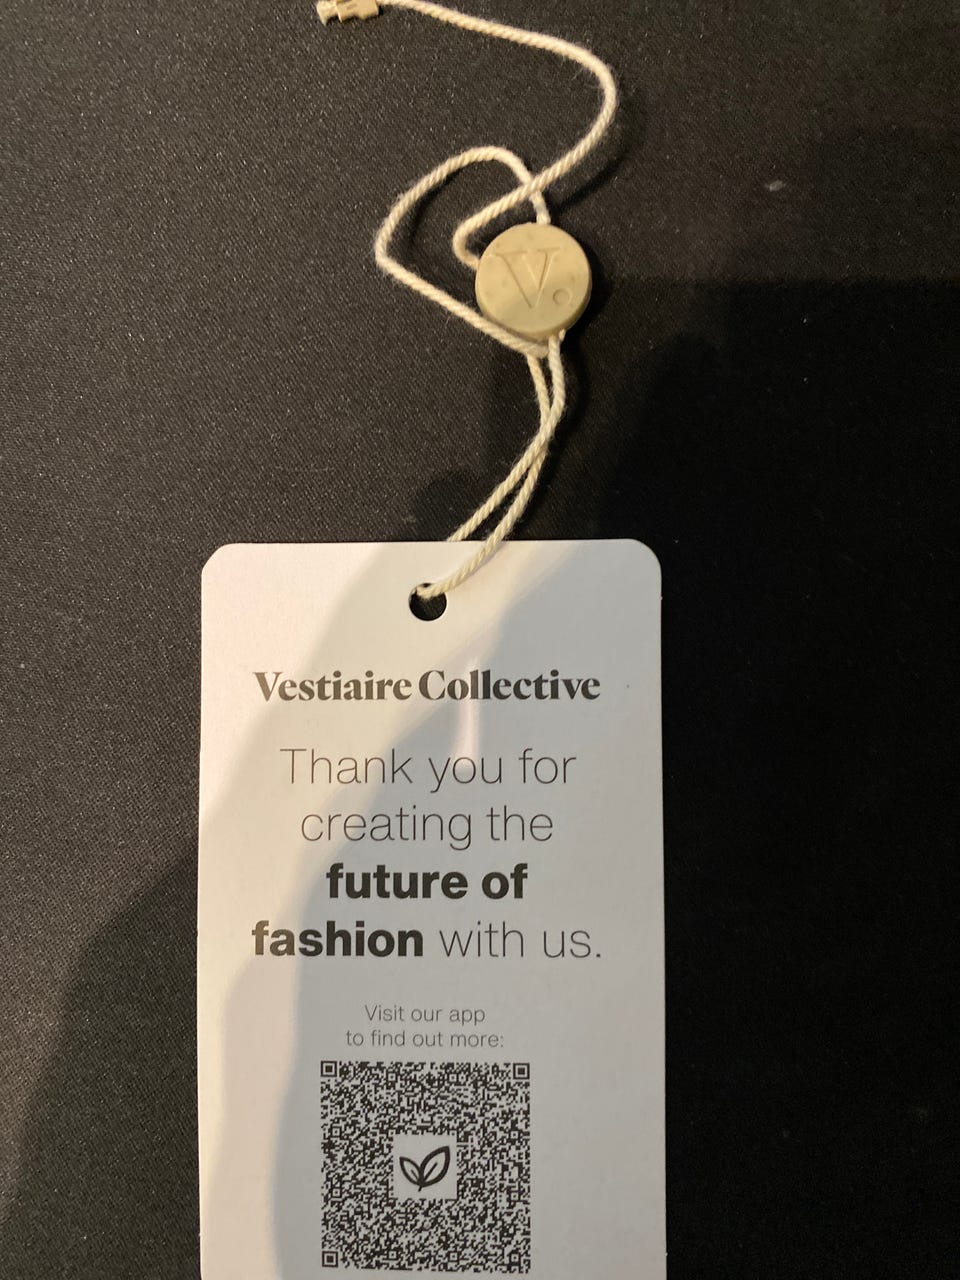 V.
Vestiaire Collective
Thank you for
creating the
future of
fashion with us.
Visit our app
to find out more: